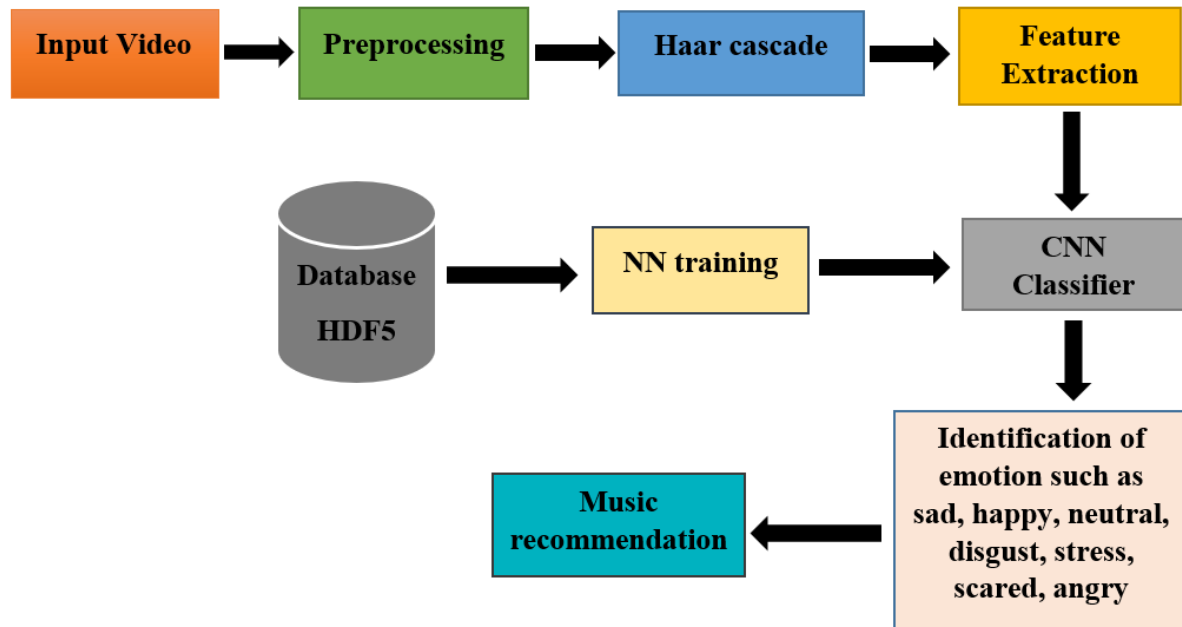 Input Video
Preprocessing
Haar cascade
Feature
Extraction
Database
HDF5
NN training
CNN
Classifier
Identification of
emotion such as
sad, happy, neutral,
disgust, stress,
scared, angry
Music
recommendation